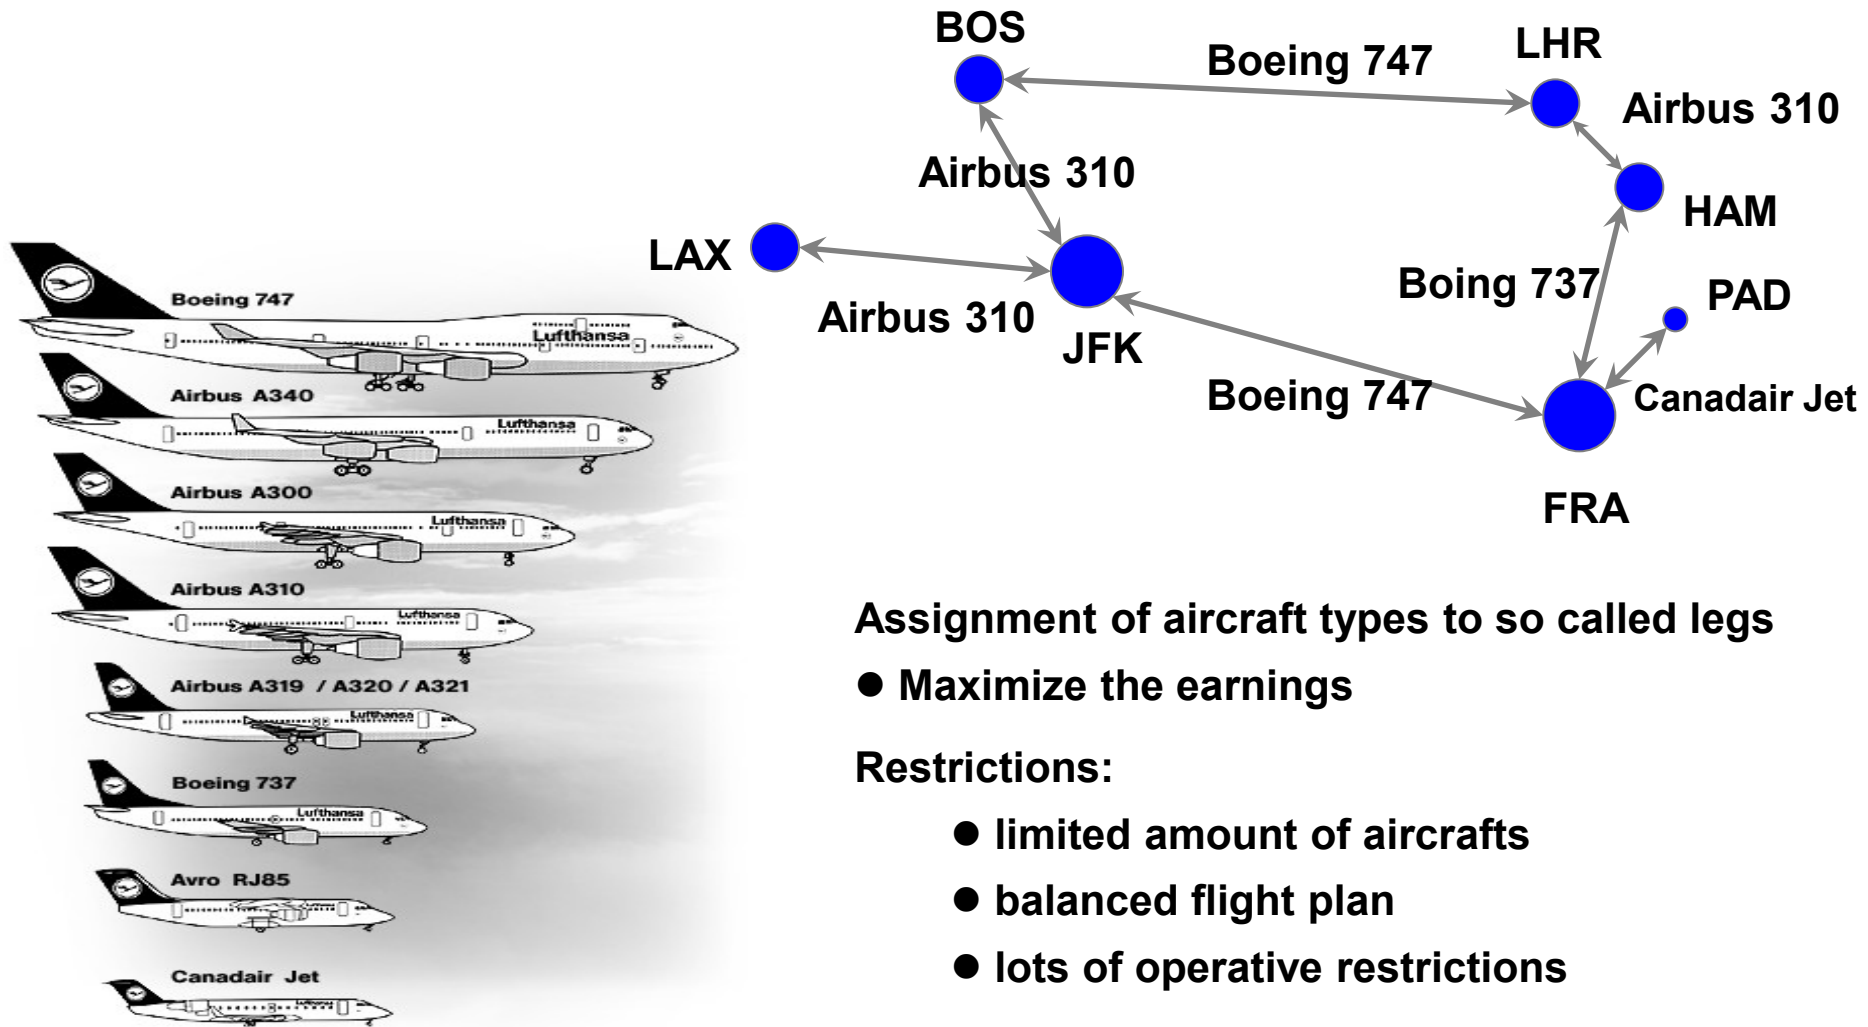 BOS
Boeing 747
LHR
Airbus 310
Airbus 310
HAM
LAX
Boing 737
PAD
Airbus 310
JFK
Boeing 747
Canadair Jet
FRA
Boeing 747
Lufthansa
Airbus A340
Lufthansa
Airbus A300
Lufthansa
Airbus A310
Lufthansa
Airbus A319 / A320 / A321
Lufthansa
Boeing 737
Lufthansa
Avro RJ85
Lufthansa
Canadair Jet
Lufthansa
Assignment of aircraft types to so called legs
● Maximize the earnings
Restrictions:
● limited amount of aircrafts
● balanced flight plan
● lots of operative restrictions